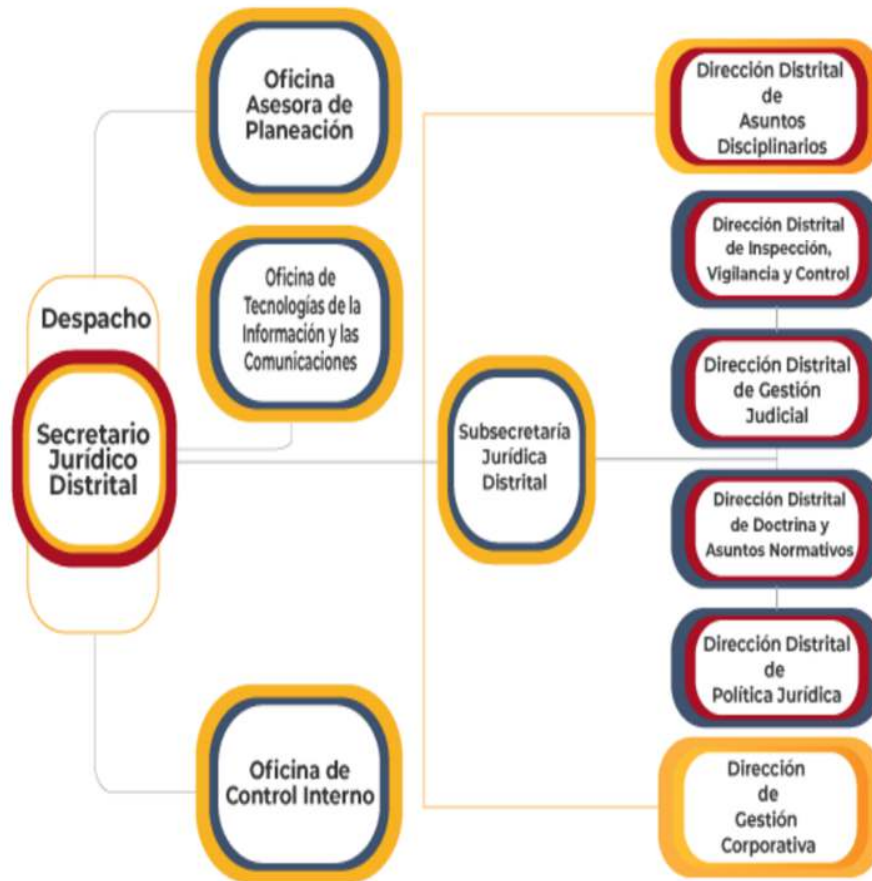 Oficina
Asesora de
Planeación
Oficina de
Tecnologías de la
Información y las
Comunicaciones
Despacho
Secretario
Jurídico
Distrital
Oficina de
Control Interno
Subsecretaría
Jurídica
Distrital
Dirección Distrital
de
Asuntos
Disciplinarios
Dirección Distrital
de Inspección,
Vigilancia y Control
Dirección Distrital
de Gestión
Judicial
Dirección Distrital
de Doctrina y
Asuntos Normativos
Dirección Distrital
de
Política Jurídica
Dirección
de
Gestión
Corporativa